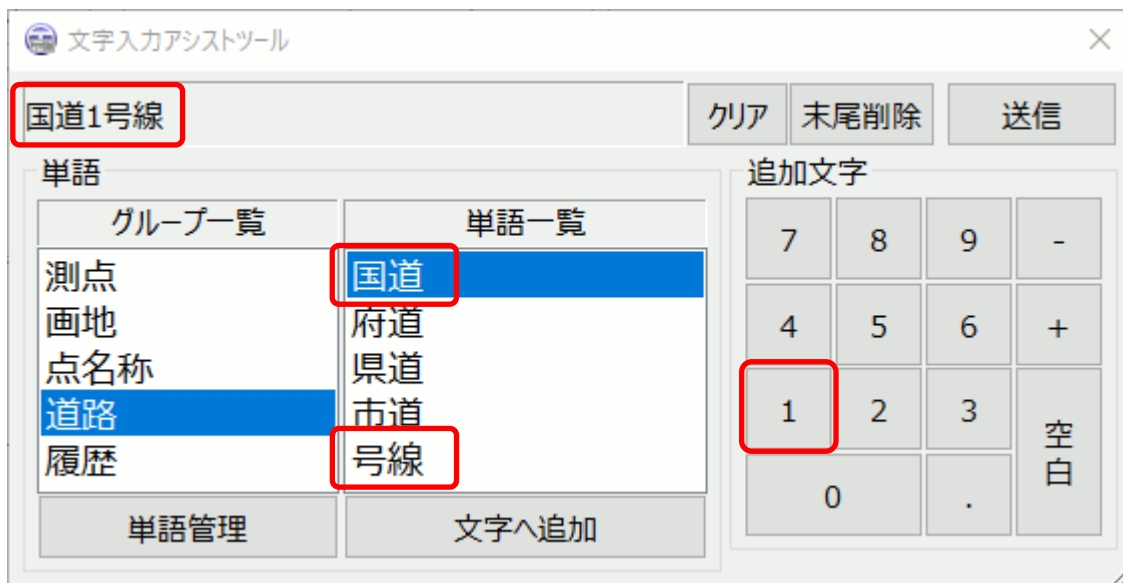 文字入力アシストツール
国道1号線
クリア 末尾削除 送信
単語
グループ一覧 単語一覧
測点 国道
画地 府道
点名称 県道
道路 市道
履歴 号線
単語管理 文字へ追加
追加文字
7 8 9 -
4 5 6 +
1 2 3 空白
0 .